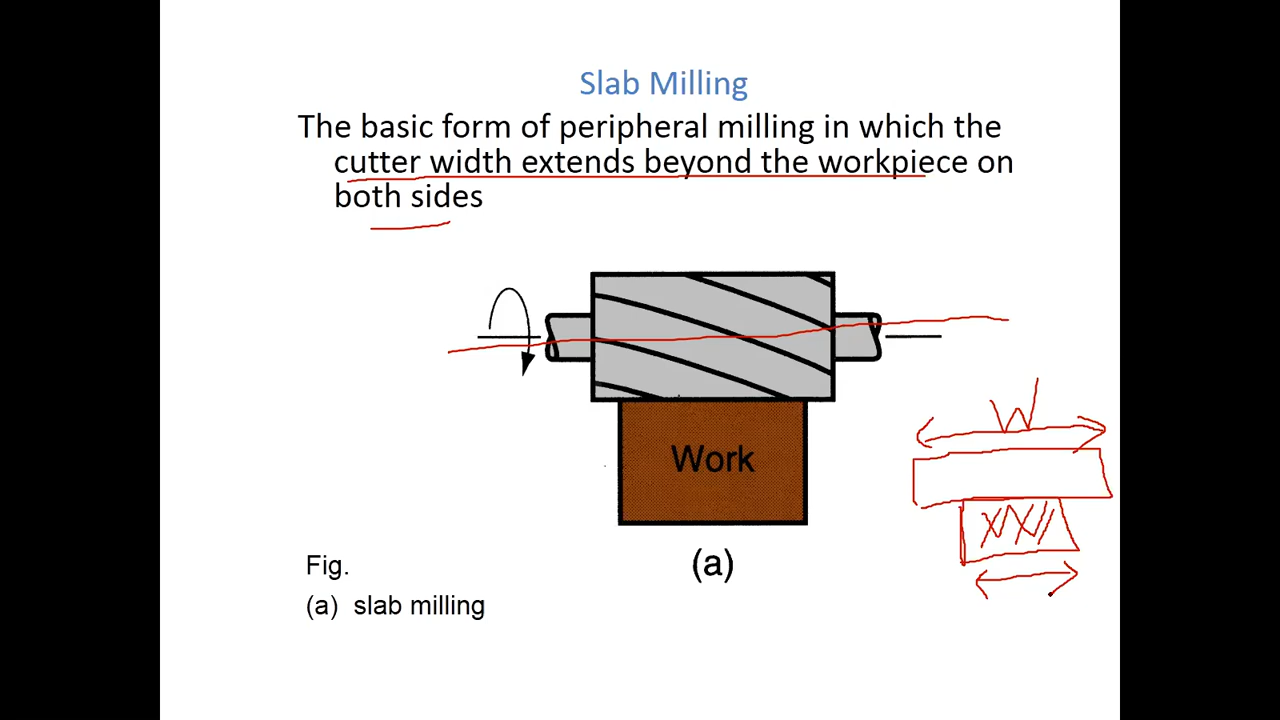 Slab Milling
The basic form of peripheral milling in which the
cutter width extends beyond the workpiece on
both sides
W
Work
(a)
Fig.
(a) slab milling